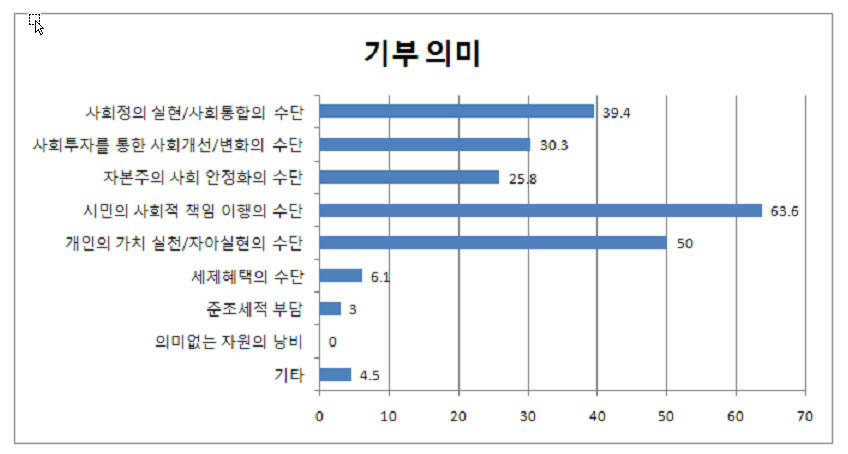 기부 의미
사회정의 실현/사회통합의 수단 39.4
사회투자를 통한 사회개선/변화의 수단 30.3
자본주의 사회 안정화의 수단 25.8
시민의 사회적 책임 이행의 수단 63.6
개인의 가치 실천/자아실현의 수단 50
세제혜택의 수단 6.1
준조세적 부담 3
의미없는 자원의 낭비 0
기타 4.5
0 10 20 30 40 50 60 70